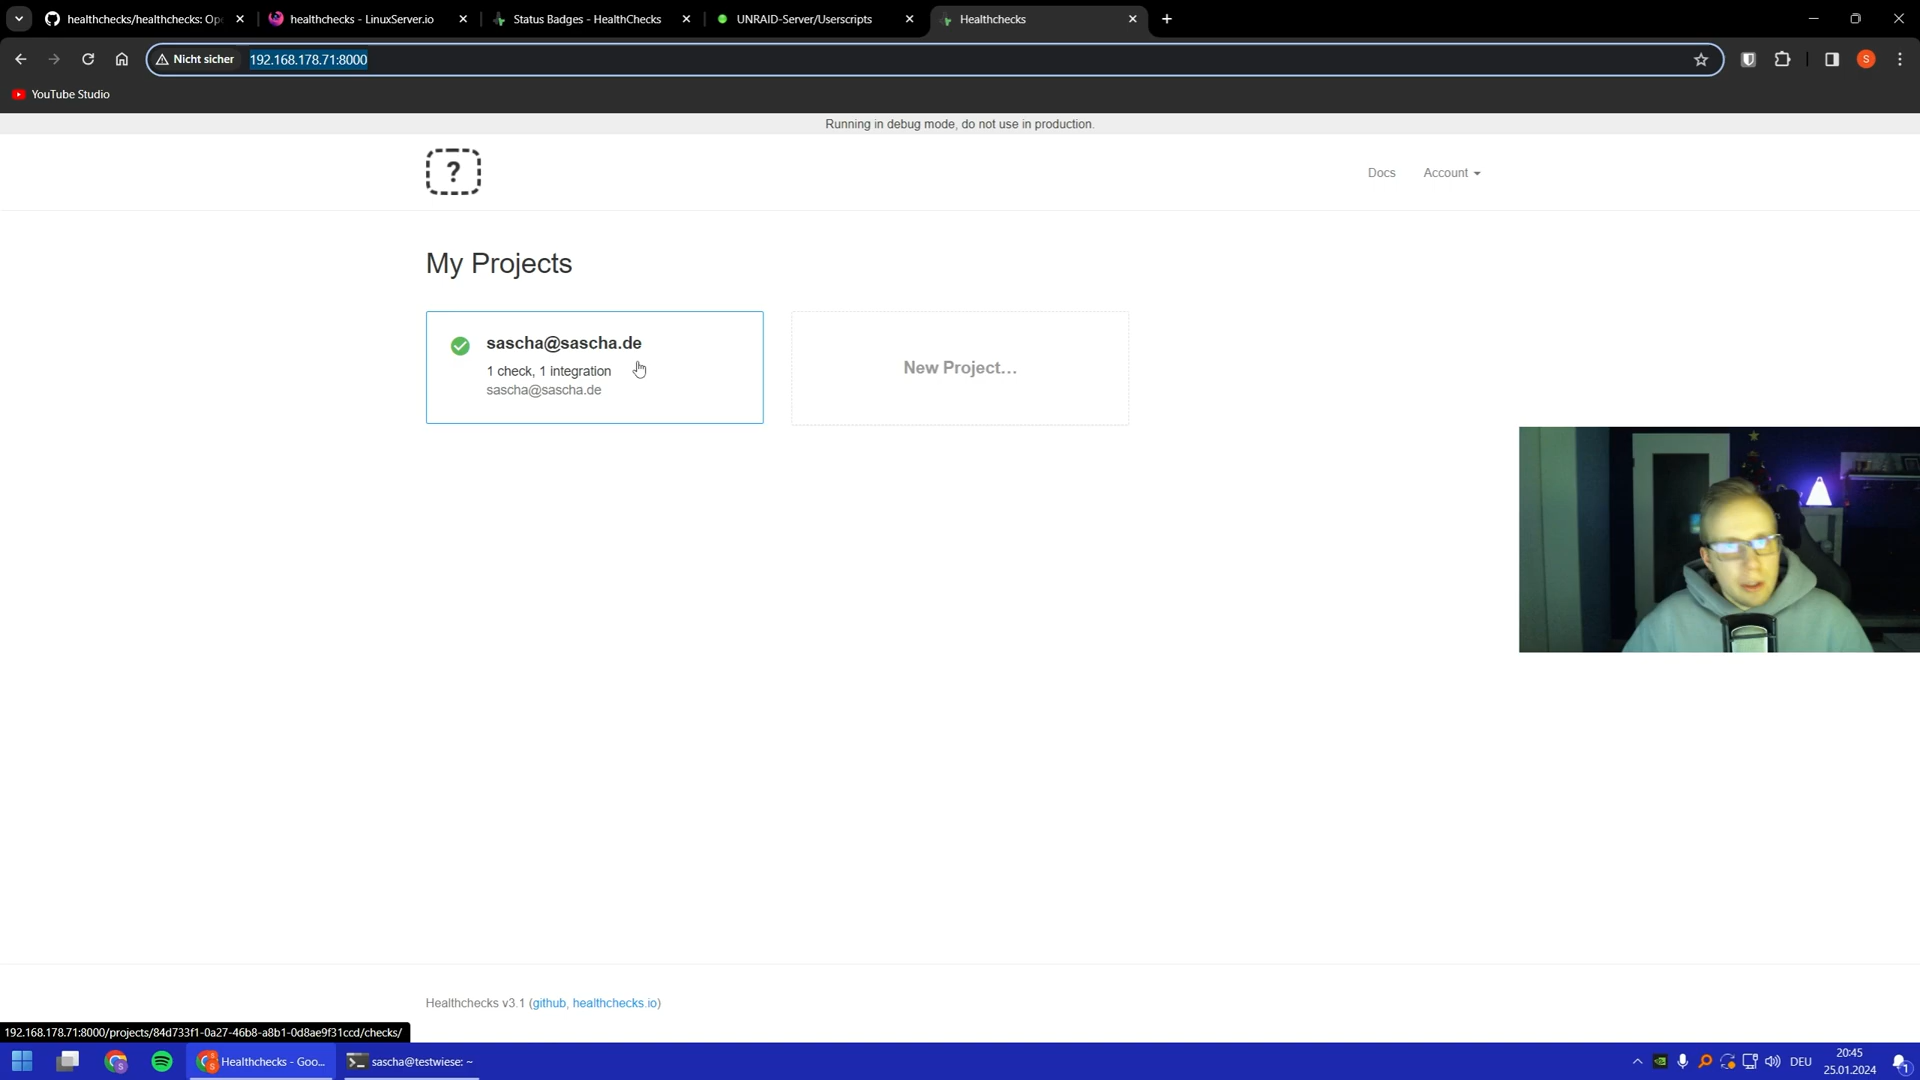 healthchecks/healthchecks: Op
healthchecks - LinuxServer.io
Status Badges - HealthChecks
UNRAID-Server/Userscripts
Healthchecks
Nicht sicher
192.168.178.71:8000
S
YouTube Studio
Running in debug mode, do not use in production.
?
Docs
Account
My Projects
sascha@sascha.de
1 check, 1 integration
sascha@sascha.de
New Project...
Healthchecks v3.1 (github, healthchecks.io)
192.168.178.71:8000/projects/84d733f1-0a27-46b8-a8b1-0d8ae9f31ccd/checks/
Healthchecks - Goo...
sascha@testwiese: ~
DEU
20:45
25.01.2024
1